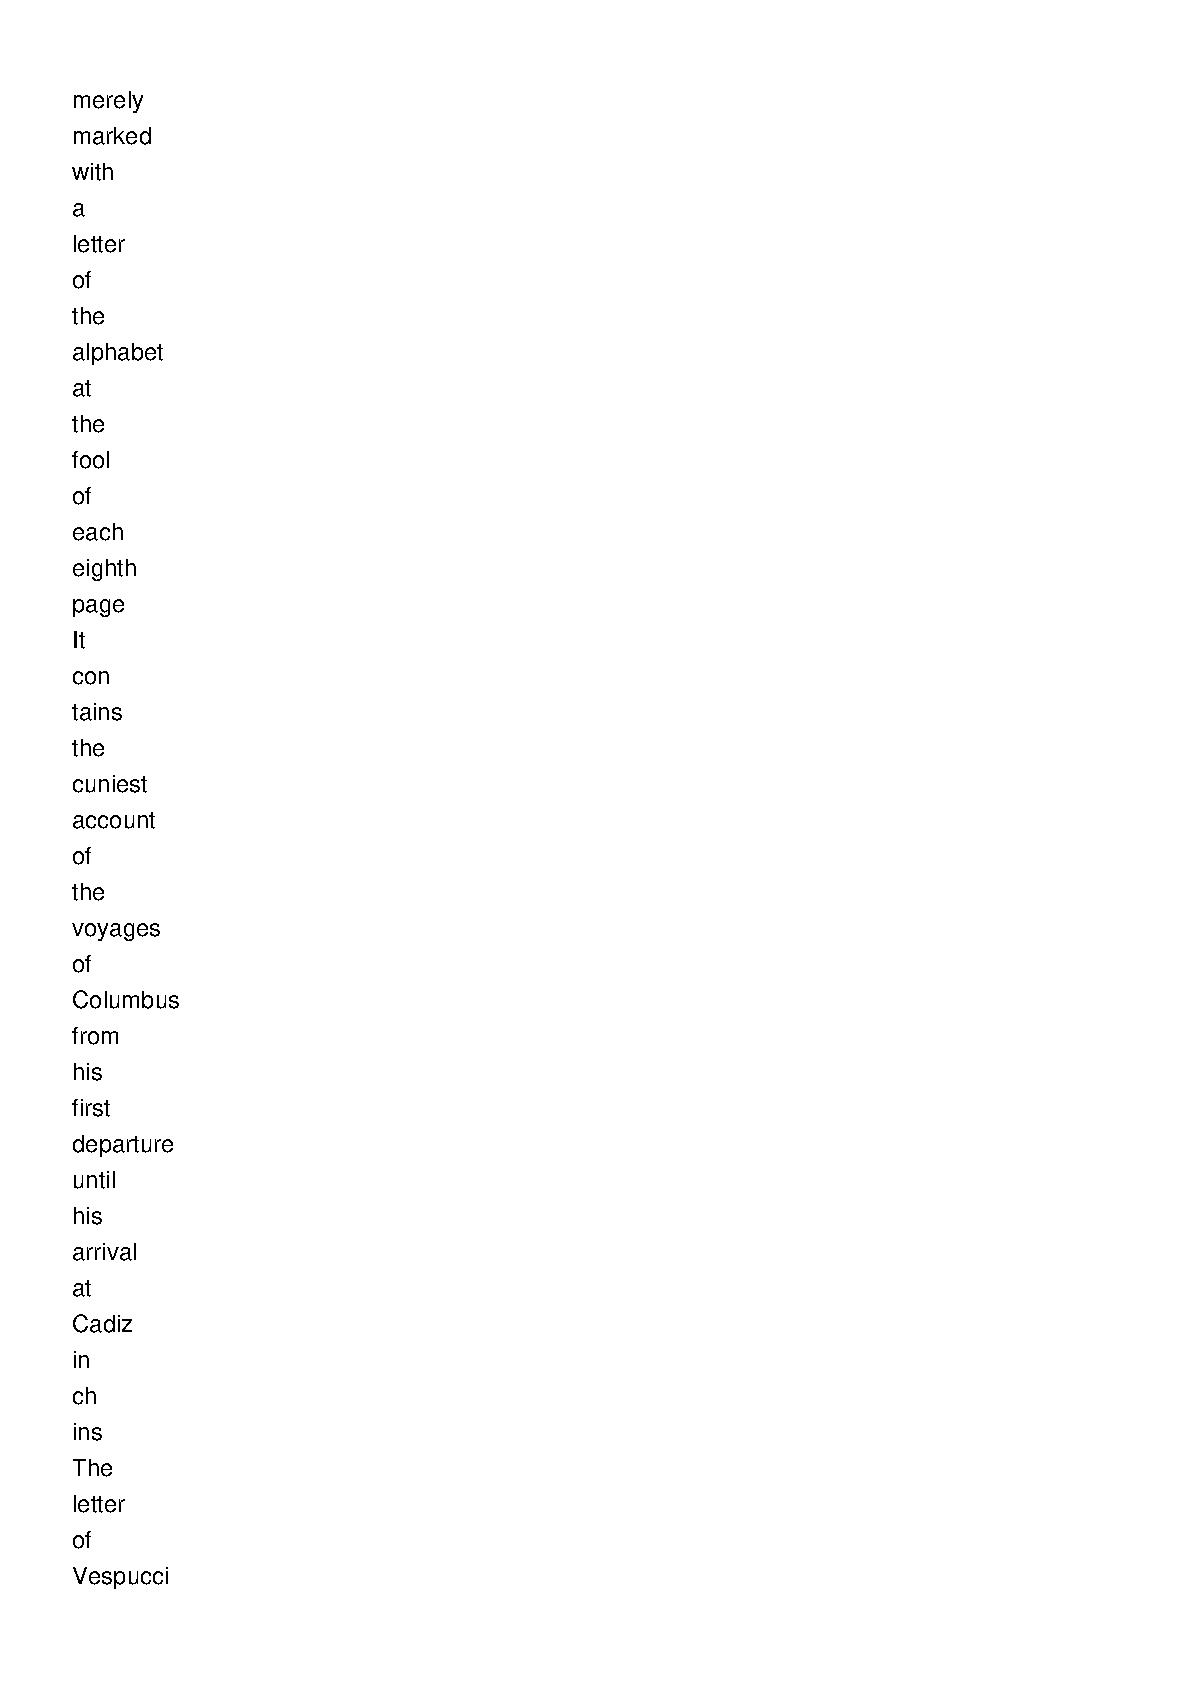 merely
marked
with
a
letter
of
the
alphabet
at
the
fool
of
each
eighth
page
It
con
tains
the
cuniest
account
of
the
voyages
of
Columbus
from
his
first
departure
until
his
arrival
at
Cadiz
in
ch
ins
The
letter
of
Vespucci